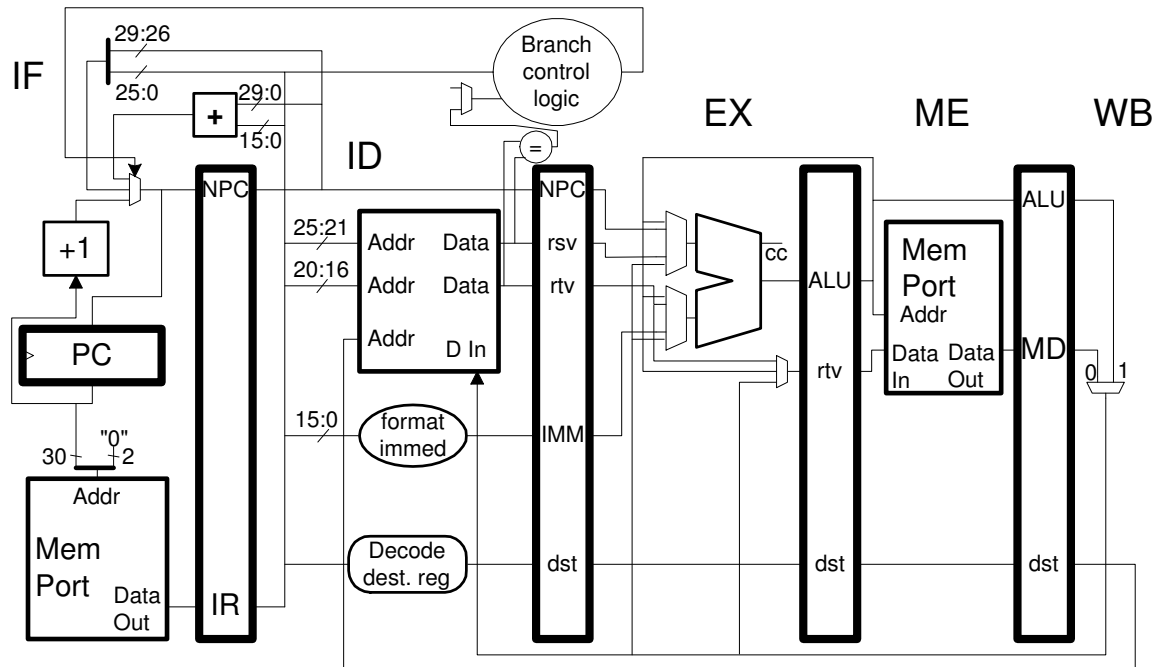 IF
29:26
25:0
29:0
15:0
+
+1
PC
30
"0"
2
Addr
Mem
Port
Data
Out
NPC
IR
ID
25:21
20:16
15:0
Addr
Addr
Addr
Data
Data
D In
format
immed
Decode
dest. reg
Branch
control
logic
=
NPC
rsv
rtv
IMM
dst
EX
cc
ALU
rtv
dst
ME
Mem
Port
Addr
Data
In
Data
Out
WB
ALU
MD
dst
0
1